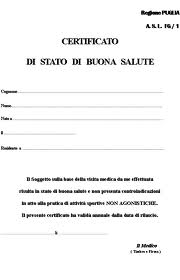 Regione PUGLIA
A. S. L. FG / 1
CERTIFICATO
DI STATO DI BUONA SALUTE
Cognome
Nome
Nato a
Il
Residente a
Il Soggetto sulla base della visita medica da me effettuata
risulta in stato di buona salute e non presenta controindicazioni
in atto alla pratica di attività sportive NON AGONISTICHE.
Il presente certificato ha validità annuale dalla data di rilascio.
li
Il Medico
( Timbro e Firma )